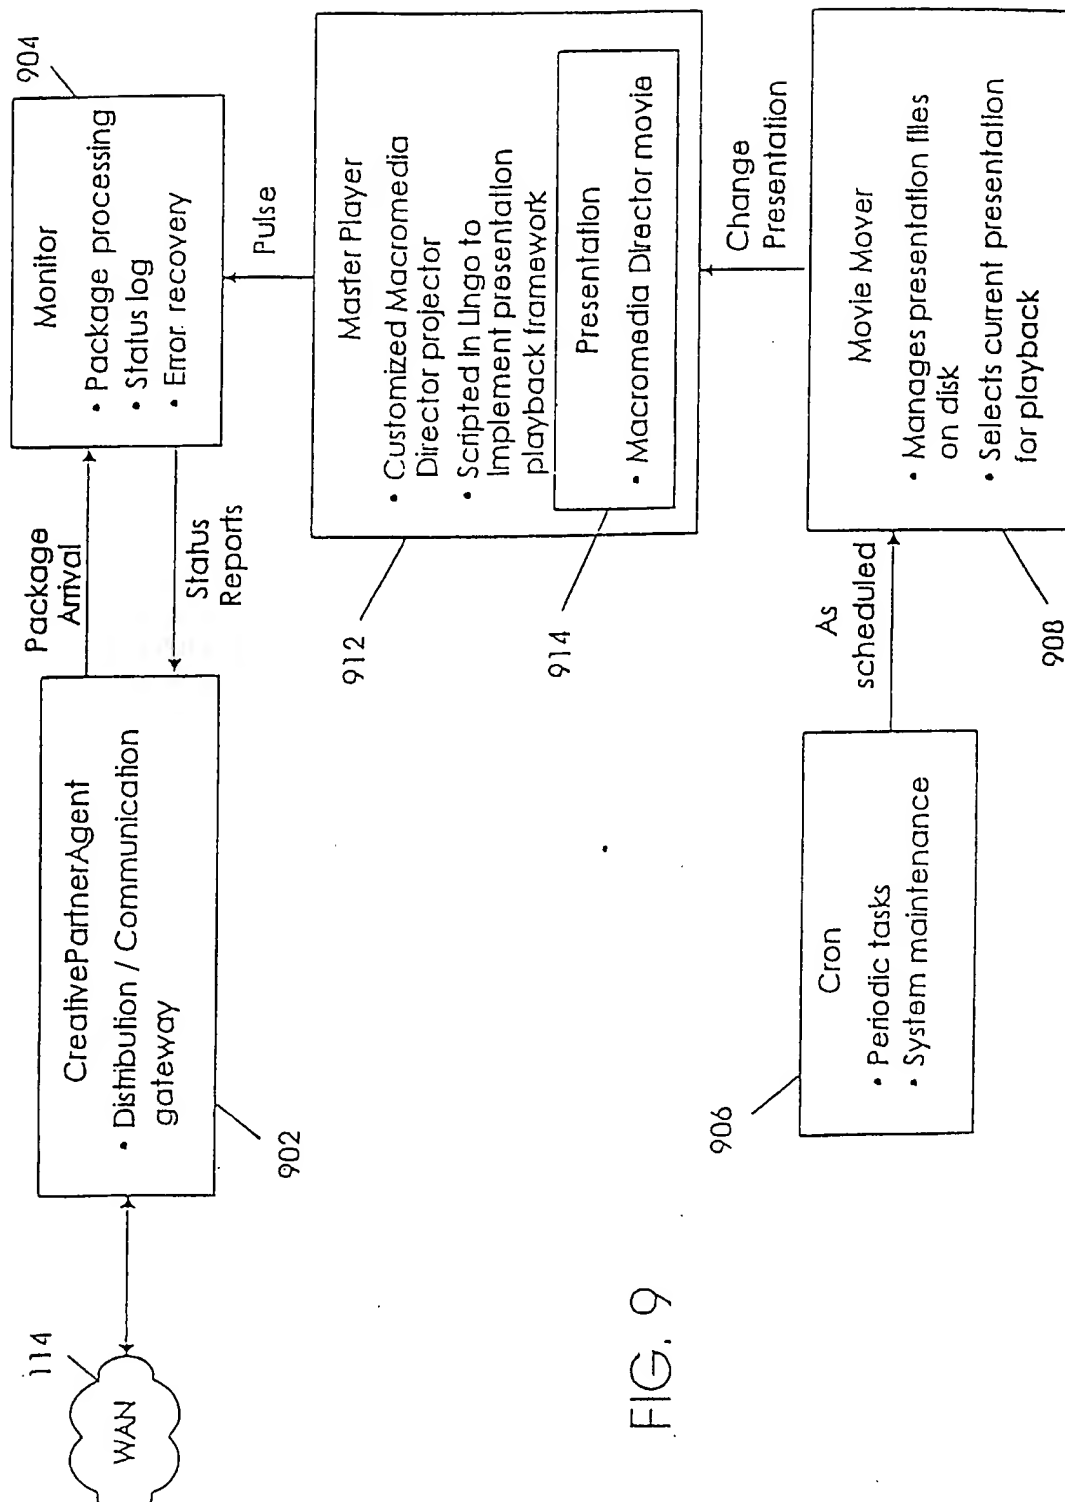 904
Monitor
• Package processing
• Status log
• Error recovery
Package
Arrival
Status
Reports
Pulse
CreativePartnerAgent
• Distribution / Communication
gateway
902
114
WAN
Master Player
• Customized Macromedia
Director projector
• Scripted in Lingo to
Implement presentation
playback framework
Presentation
• Macromedia Director movie
912
914
Change
Presentation
Movie Mover
• Manages presentation files
on disk
• Selects current presentation
for playback
908
As
scheduled
Cron
• Periodic tasks
• System maintenance
906
FIG. 9